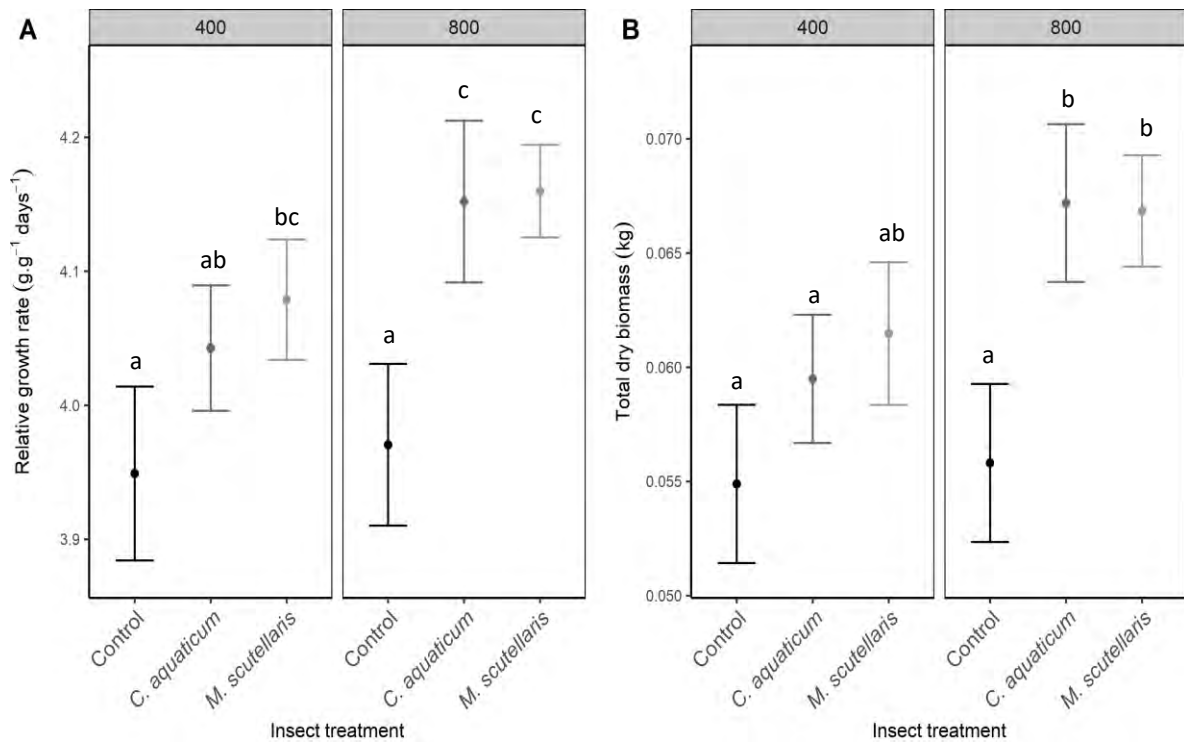 A
400
800
Relative growth rate (g.g⁻¹ days⁻¹)
4.2
4.1
4.0
3.9
a
ab
bc
a
c
c
Control
C. aquaticum
M. scutellaris
Control
C. aquaticum
M. scutellaris
Insect treatment
B
400
800
Total dry biomass (kg)
0.070
0.065
0.060
0.055
0.050
a
a
ab
a
b
b
Control
C. aquaticum
M. scutellaris
Control
C. aquaticum
M. scutellaris
Insect treatment